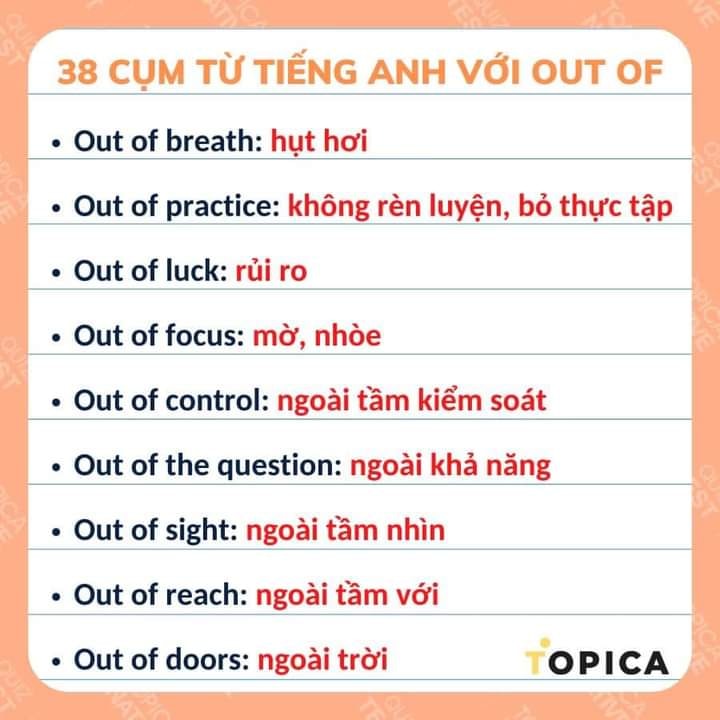 38 CỤM TỪ TIẾNG ANH VỚI OUT OF
• Out of breath: hụt hơi
• Out of practice: không rèn luyện, bỏ thực tập
• Out of luck: rủi ro
• Out of focus: mờ, nhòe
• Out of control: ngoài tầm kiểm soát
• Out of the question: ngoài khả năng
• Out of sight: ngoài tầm nhìn
• Out of reach: ngoài tầm với
• Out of doors: ngoài trời
TOPICA